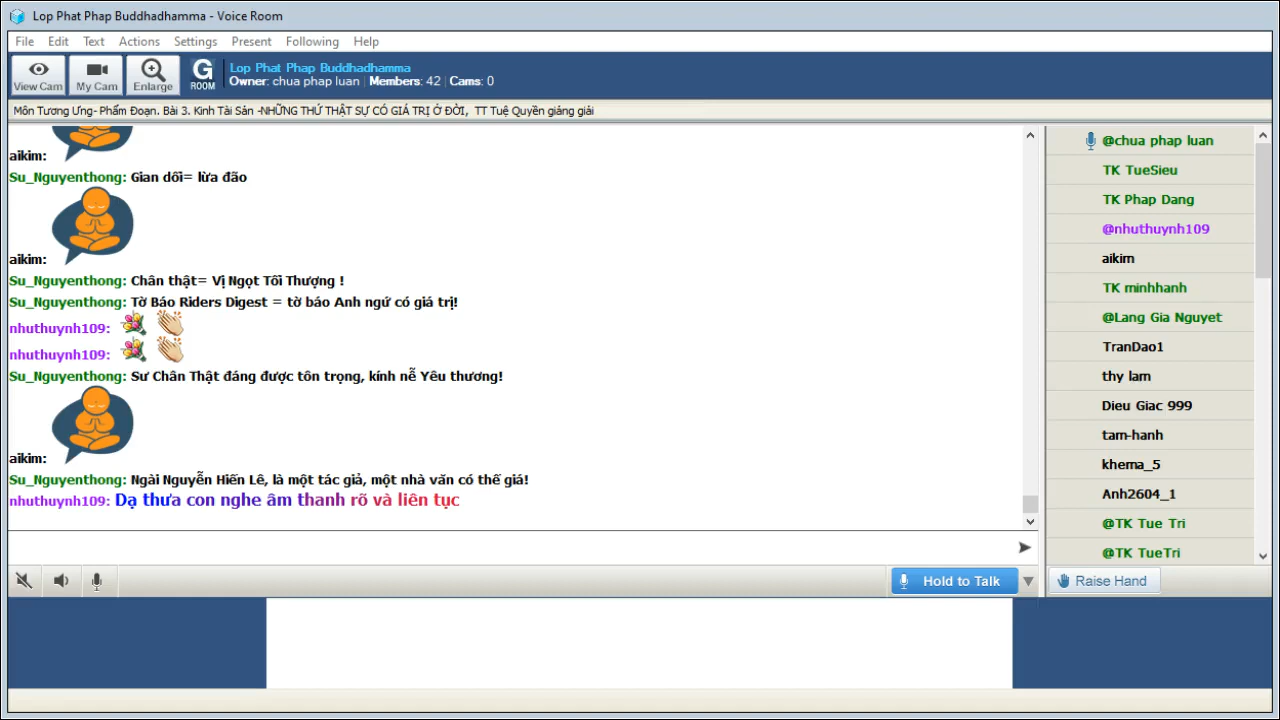 Lop Phat Phap Buddhadhamma - Voice Room
File Edit Text Actions Settings Present Following Help
View Cam My Cam Enlarge G ROOM
Lop Phat Phap Buddhadhamma
Owner: chua phap luan Members: 42 Cams: 0
Môn Tương Ưng- Phẩm Đoạn. Bài 3. Kinh Tài Sản -NHỮNG THỨ THẬT SỰ CÓ GIÁ TRỊ Ở ĐỜI, TT Tuệ Quyền giảng giải
aikim:
Su_Nguyenthong: Gian dối= lừa đão
aikim:
Su_Nguyenthong: Chân thật= Vị Ngọt Tối Thượng !
Su_Nguyenthong: Tờ Báo Riders Digest = tờ báo Anh ngứ có giá trị!
nhuthuynh109:
nhuthuynh109:
Su_Nguyenthong: Sư Chân Thật đáng được tôn trọng, kính nễ Yêu thương!
aikim:
Su_Nguyenthong: Ngài Nguyễn Hiến Lê, là một tác giả, một nhà văn có thế giá!
nhuthuynh109: Dạ thưa con nghe âm thanh rõ và liên tục
Hold to Talk
@chua phap luan
TK TueSieu
TK Phap Dang
@nhuthuynh109
aikim
TK minhhanh
@Lang Gia Nguyet
TranDao1
thy lam
Dieu Giac 999
tam-hanh
khema_5
Anh2604_1
@TK Tue Tri
@TK TueTri
Raise Hand